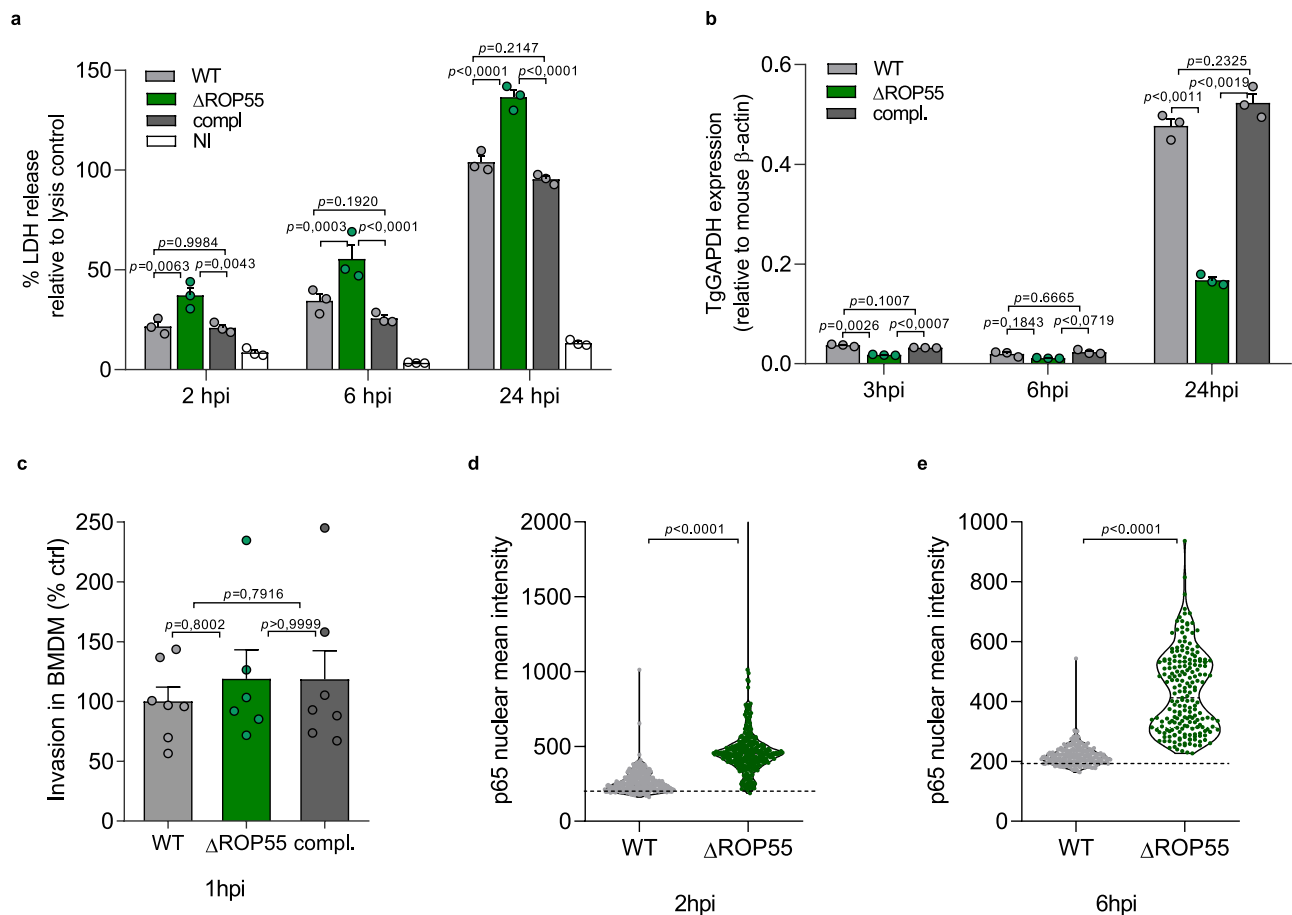 a
% LDH release
relative to lysis control
150
100
50
0
WT
ΔROP55
compl
NI
p=0.9984
p=0,0063
p=0,0043
p=0.1920
p=0,0003
p<0,0001
p=0.2147
p<0,0001
p<0,0001
2 hpi
6 hpi
24 hpi
b
TgGAPDH expression
(relative to mouse β-actin)
0.6
0.4
0.2
0.0
WT
ΔROP55
compl.
p=0.1007
p=0,0026
p<0,0007
p=0.6665
p=0,1843
p<0,0719
p=0.2325
p<0,0019
p<0,0011
3hpi
6hpi
24hpi
c
Invasion in BMDM (% ctrl)
250
200
150
100
50
0
p=0,7916
p=0,8002
p>0,9999
WT
ΔROP55
compl.
1hpi
d
p65 nuclear mean intensity
2000
1500
1000
500
0
p<0.0001
WT
ΔROP55
2hpi
e
p65 nuclear mean intensity
1000
800
600
400
200
0
p<0.0001
WT
ΔROP55
6hpi